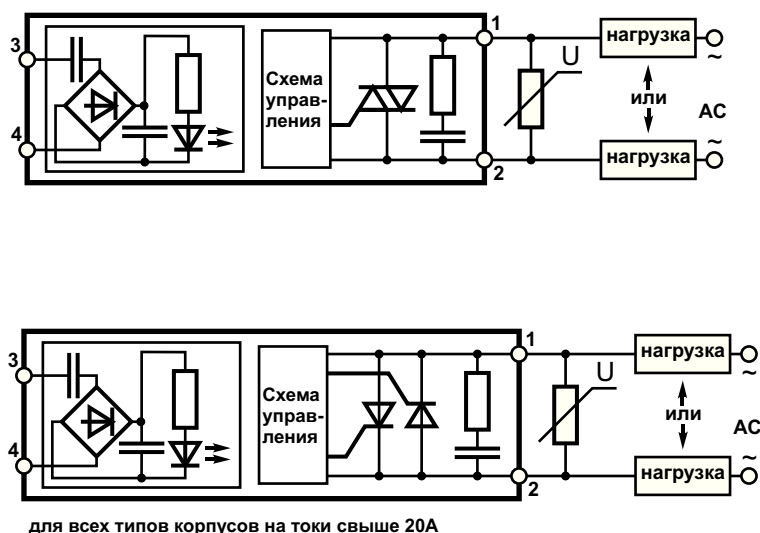 3
4
Схема
управ-
ления
1
2
U
нагрузка
~
или
AC
~
нагрузка
3
4
Схема
управ-
ления
1
2
U
нагрузка
~
или
AC
~
нагрузка
для всех типов корпусов на токи свыше 20А